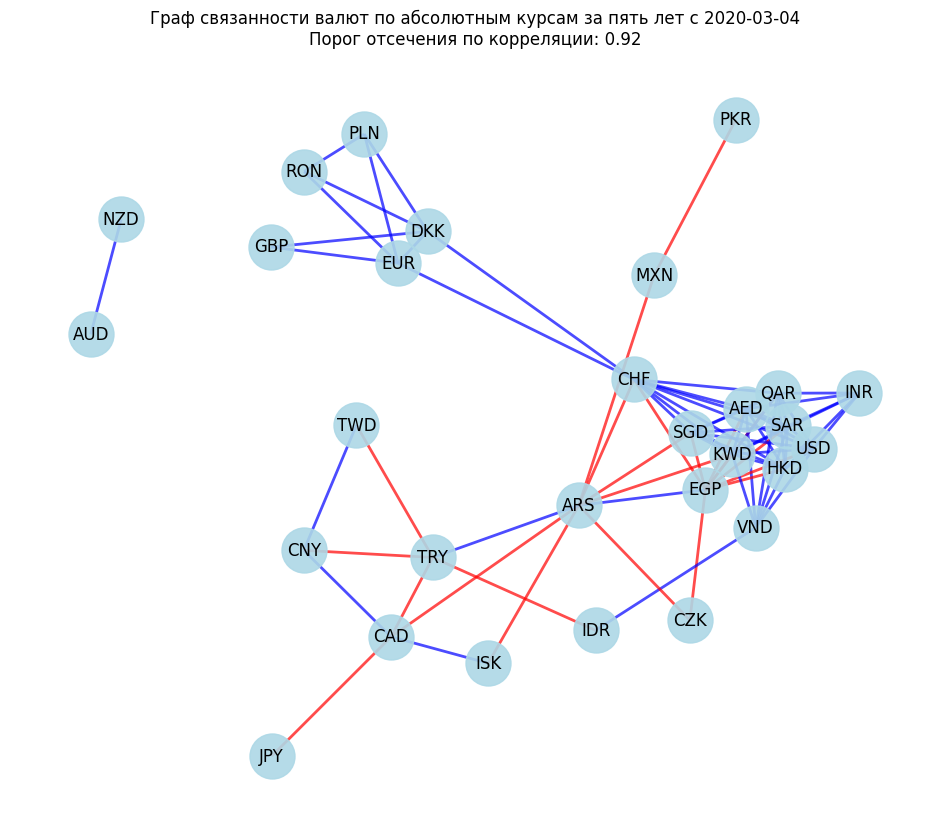 Граф связанности валют по абсолютным курсам за пять лет с 2020-03-04
Порог отсечения по корреляции: 0.92
PKR
PLN
RON
NZD
DKK
GBP
EUR
MXN
AUD
CHF
QAR
INR
AED
TWD
SAR
SGD
USD
KWD
HKD
EGP
ARS
VND
CNY
TRY
CZK
IDR
CAD
ISK
JPY